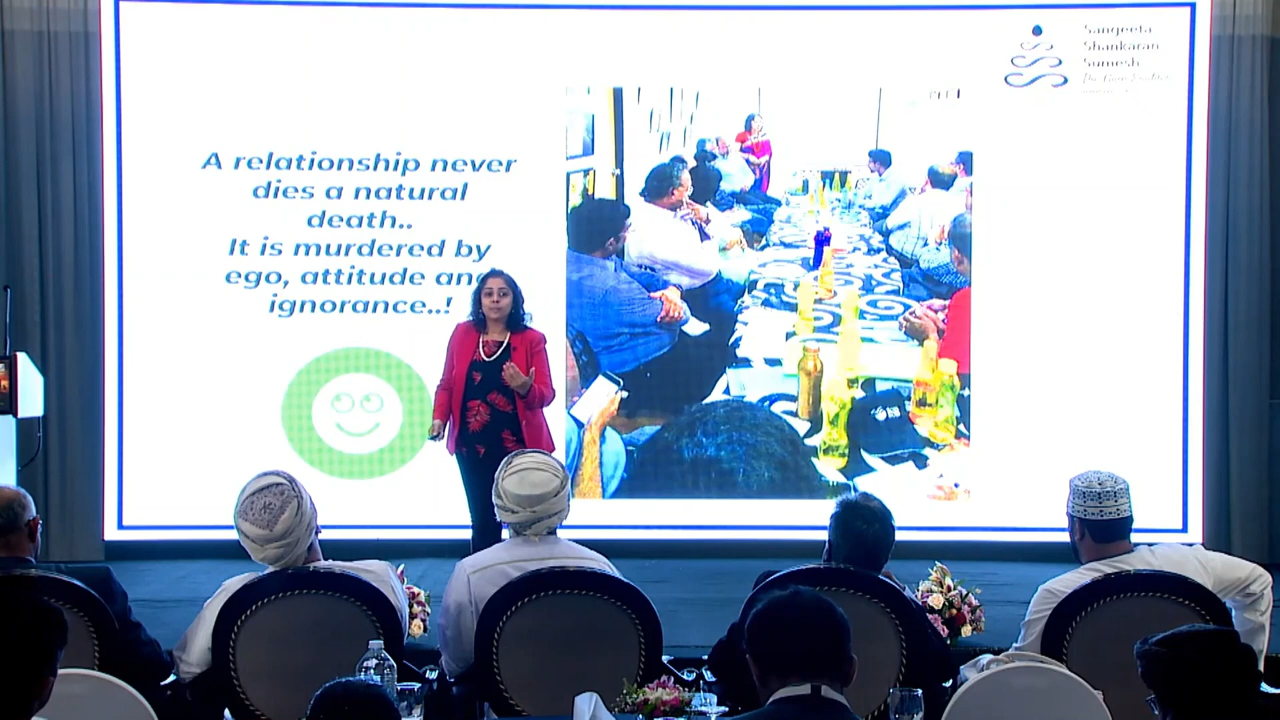 Sangeeta
Shankaran
Sumesh
A relationship never
dies a natural
death..
It is murdered by
ego, attitude and
ignorance..!